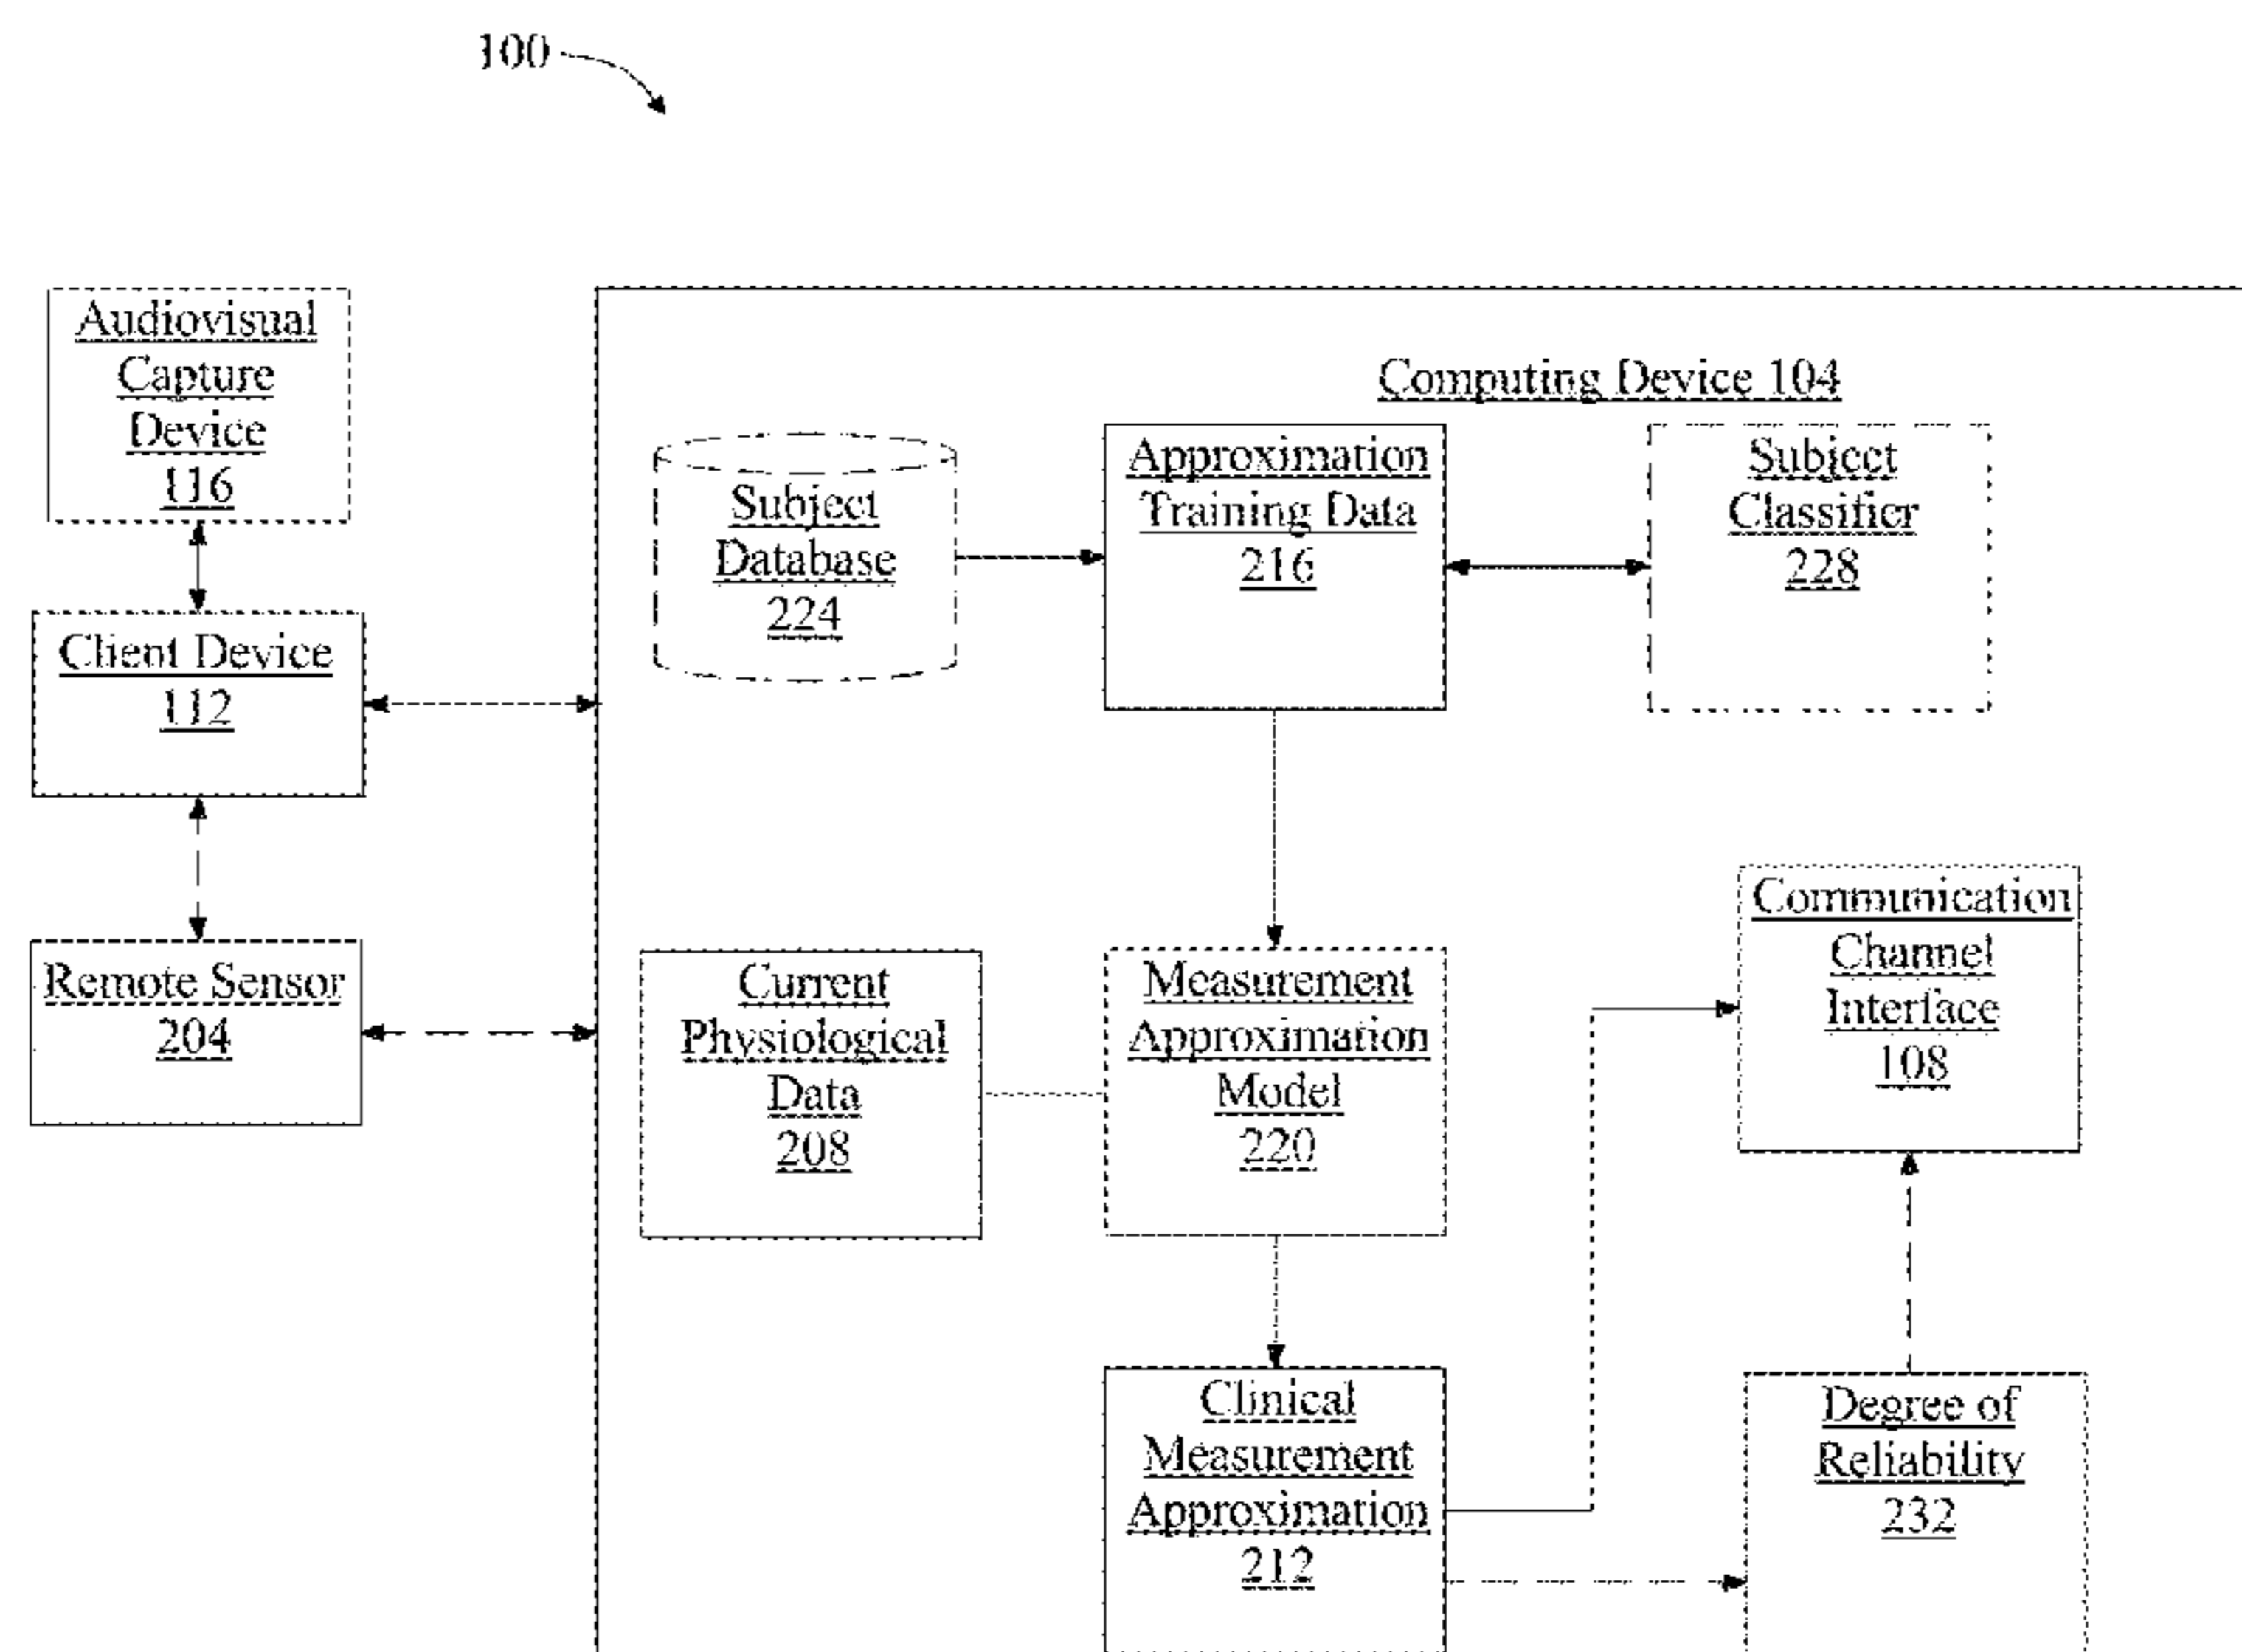 100
Audiovisual
Capture
Device
116
Client Device
112
Remote Sensor
204
Computing Device 104
Subject
Database
224
Approximation
Training Data
216
Subject
Classifier
228
Current
Physiological
Data
208
Measurement
Approximation
Model
220
Communication
Channel
Interface
108
Clinical
Measurement
Approximation
212
Degree of
Reliability
232